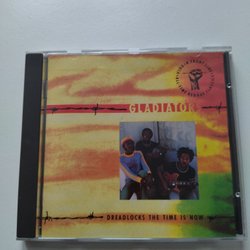 GLADIATORS
DREADLOCKS THE TIME IS NOW